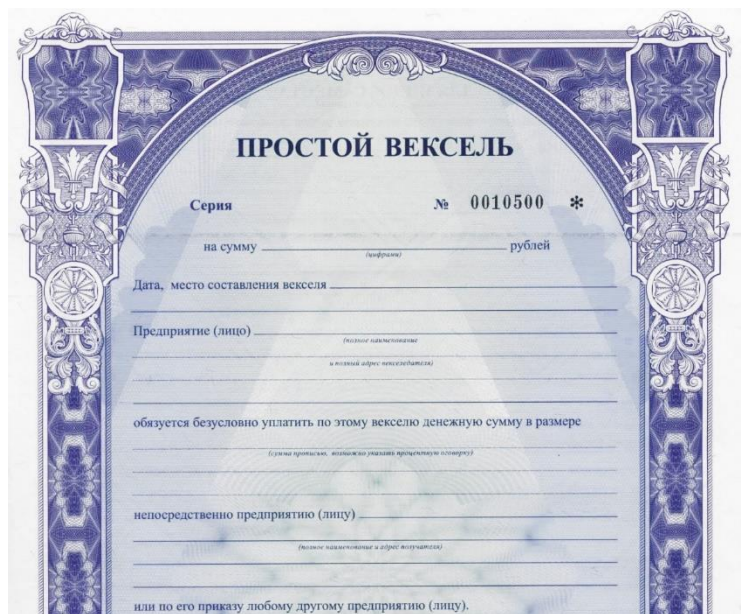 ПРОСТОЙ ВЕКСЕЛЬ
Серия № 0010500 *
на сумму рублей
(цифрами)
Дата, место составления векселя
Предприятие (лицо)
(полное наименование
и полный адрес векселедателя)
обязуется безусловно уплатить по этому векселю денежную сумму в размере
(сумма прописью, возможно указать процентную оговорку)
непосредственно предприятию (лицу)
(полное наименование и адрес получателя)
или по его приказу любому другому предприятию (лицу).